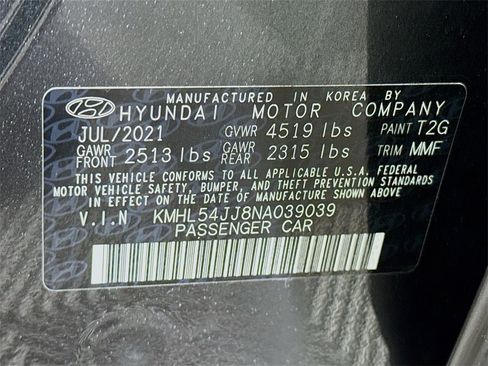 MANUFACTURED IN KOREA BY
HYUNDAI MOTOR COMPANY
JUL/2021 GVWR 4519 lbs PAINT T2G
GAWR FRONT 2513 lbs GAWR REAR 2315 lbs TRIM MMF
THIS VEHICLE CONFORMS TO ALL APPLICABLE U.S.A. FEDERAL
MOTOR VEHICLE SAFETY, BUMPER, AND THEFT PREVENTION STANDARDS
IN EFFECT ON THE DATE OF MANUFACTURE SHOWN ABOVE.
V.I.N KMHL54JJ8NA039039
PASSENGER CAR